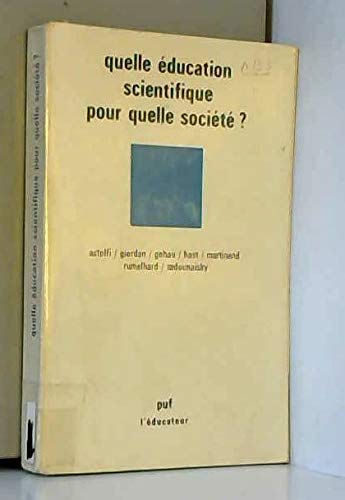 quelle éducation
scientifique
pour quelle société ?
astolfi / giordan / gohau / host / martinand
rumelhard / zadounaïsky
puf
l'éducateur
quelle éducation scientifique pour quelle société ?